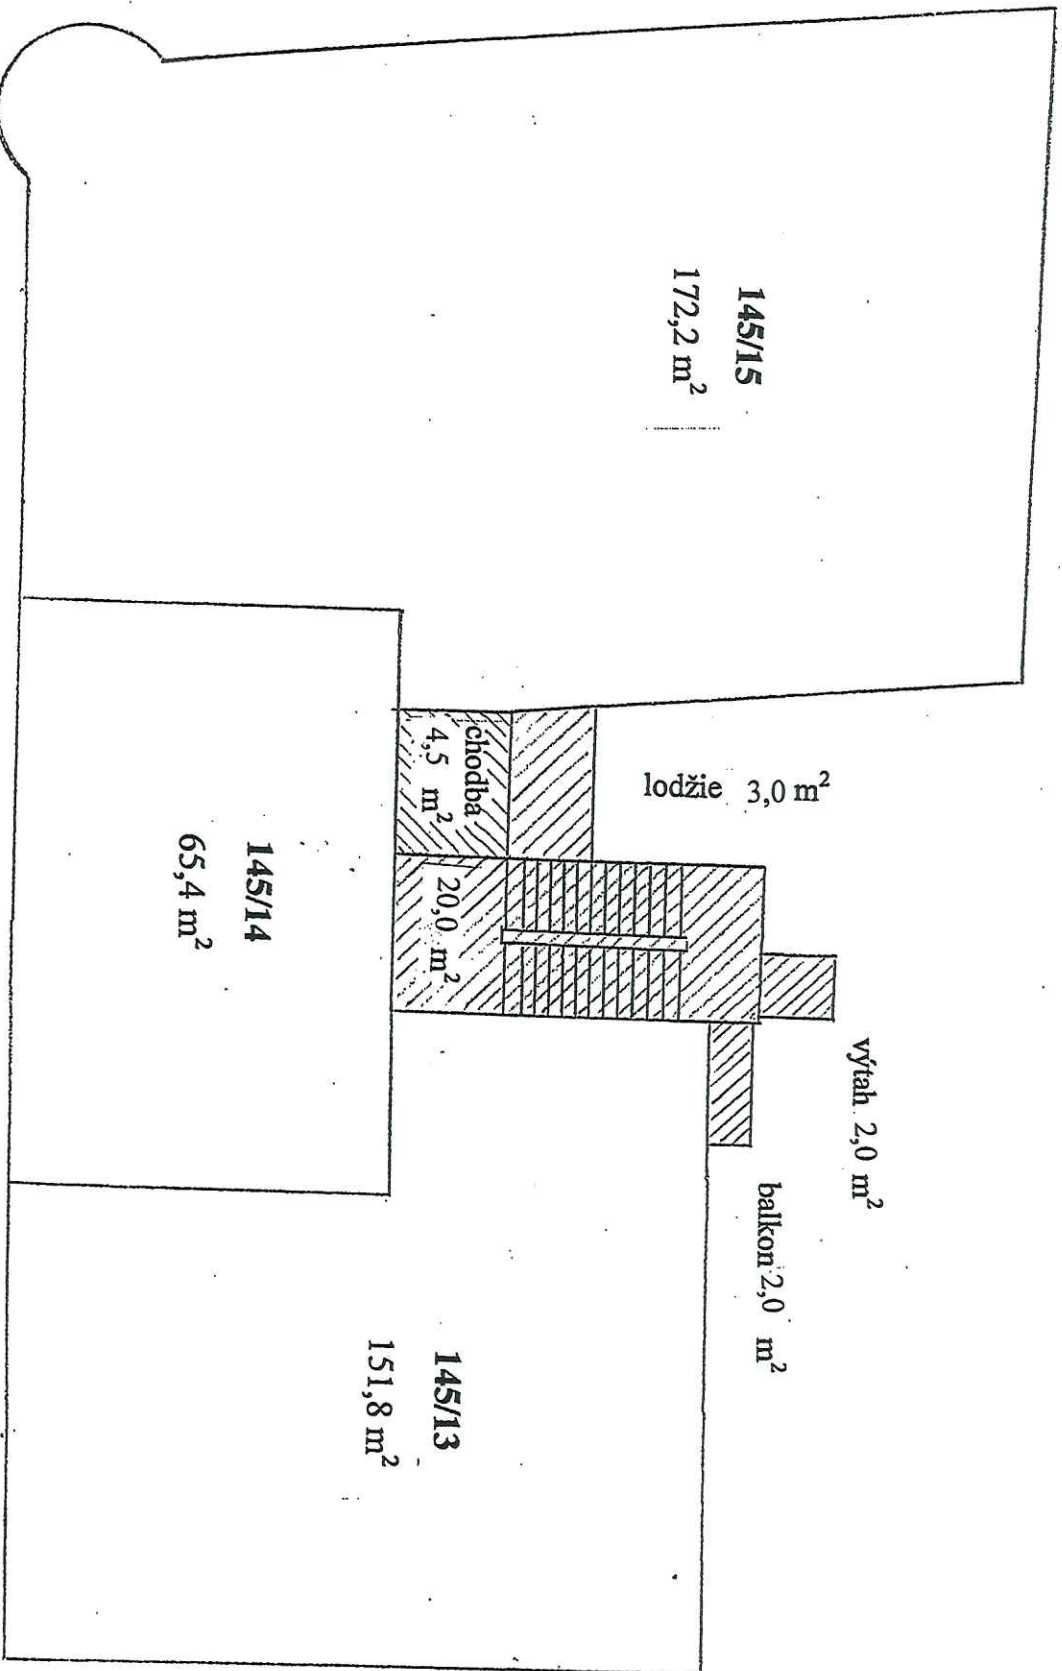 145/15
172,2 m²
lodžie 3,0 m²
chodba
4,5 m²
20,0 m²
výtah 2,0 m²
balkon 2,0 m²
145/14
65,4 m²
145/13
151,8 m²